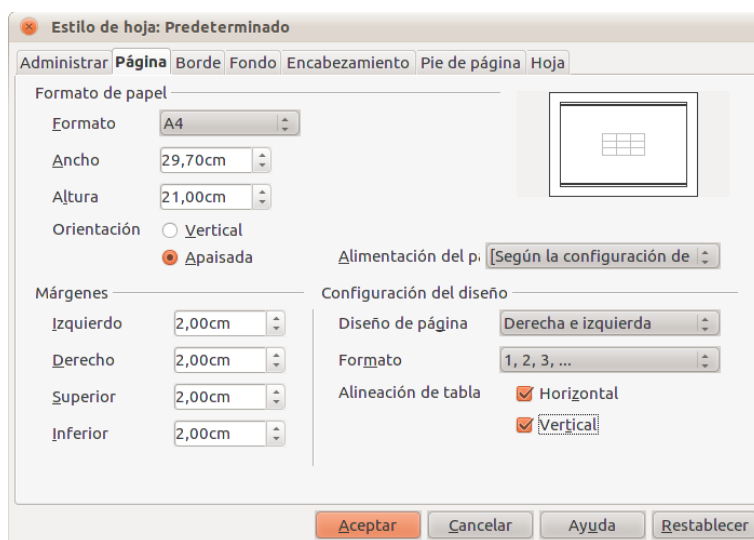 Estilo de hoja: Predeterminado
Administrar Página Borde Fondo Encabezamiento Pie de página Hoja
Formato de papel
Formato A4
Ancho 29,70cm
Altura 21,00cm
Orientación Vertical
Apaisada
Alimentación del pa [Según la configuración de
Márgenes
Izquierdo 2,00cm
Derecho 2,00cm
Superior 2,00cm
Inferior 2,00cm
Configuración del diseño
Diseño de página Derecha e izquierda
Formato 1, 2, 3, ...
Alineación de tabla Horizontal
Vertical
Aceptar Cancelar Ayuda Restablecer